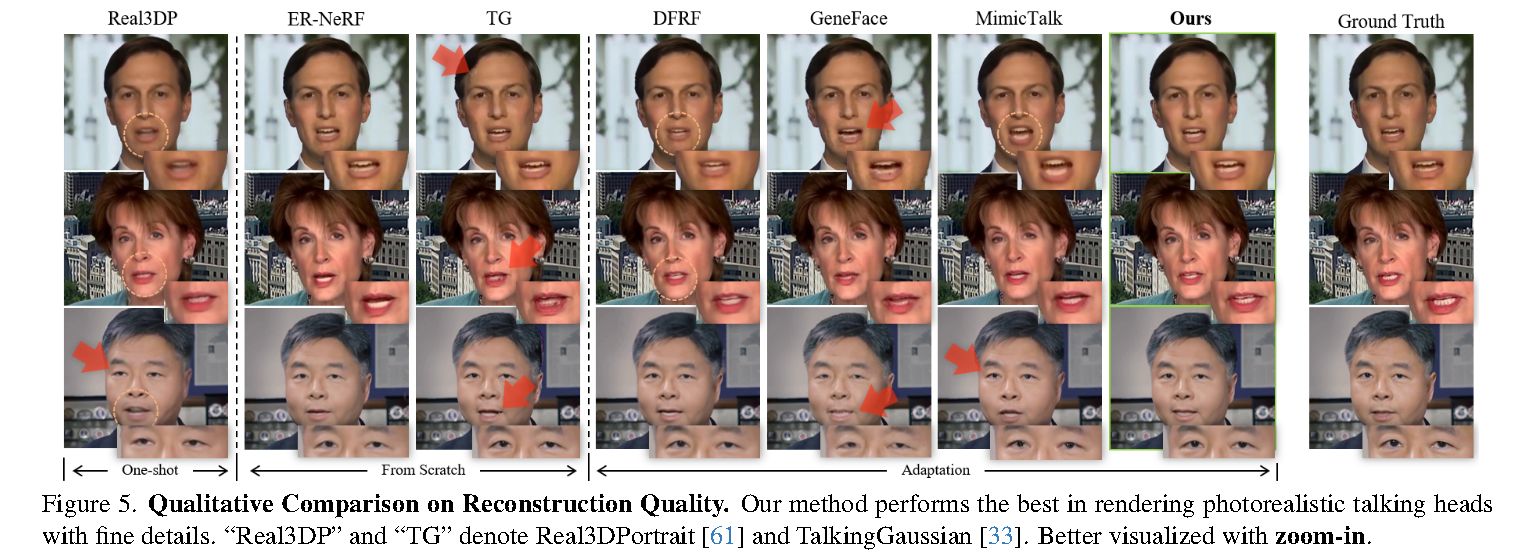 Real3DP ER-NeRF TG DFRF GeneFace MimicTalk Ours Ground Truth
One-shot From Scratch Adaptation
Figure 5. Qualitative Comparison on Reconstruction Quality. Our method performs the best in rendering photorealistic talking heads
with fine details. “Real3DP” and “TG” denote Real3DPortrait [61] and TalkingGaussian [33]. Better visualized with zoom-in.